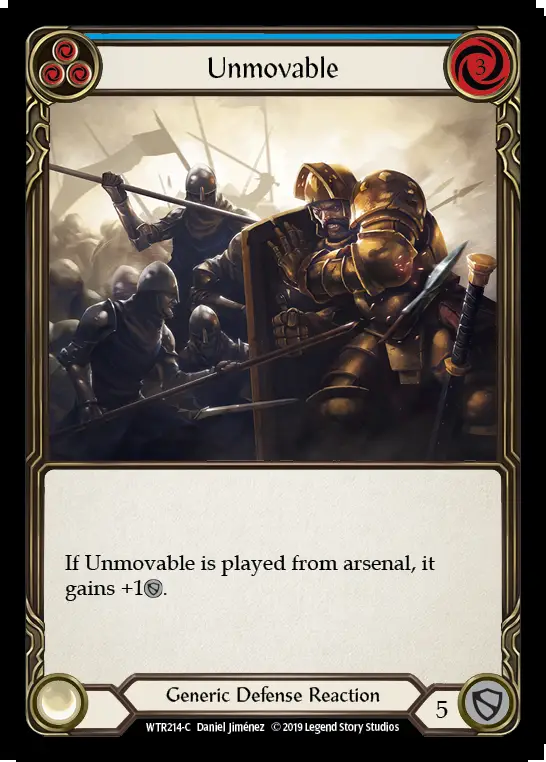 Unmovable
3
If Unmovable is played from arsenal, it
gains +1.
Generic Defense Reaction
5
WTR214-C Daniel Jiménez © 2019 Legend Story Studios